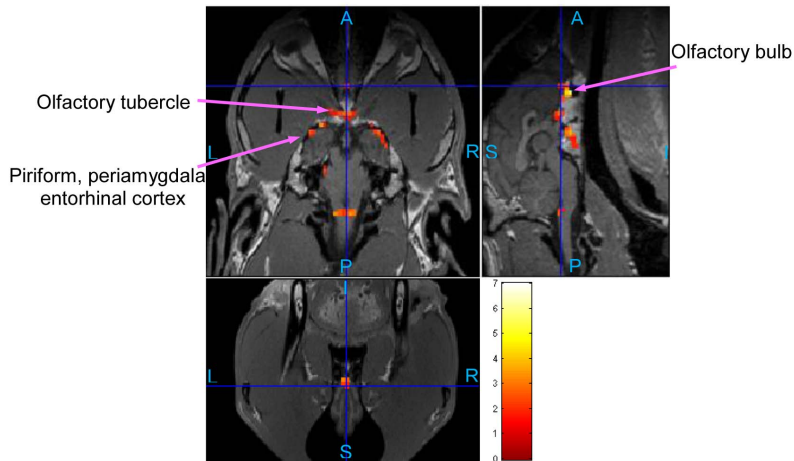 A
A
Olfactory bulb
Olfactory tubercle
L
R
S
Piriform, periamygdala
entorhinal cortex
P
P
I
7
6
5
4
3
2
1
0
L
R
S